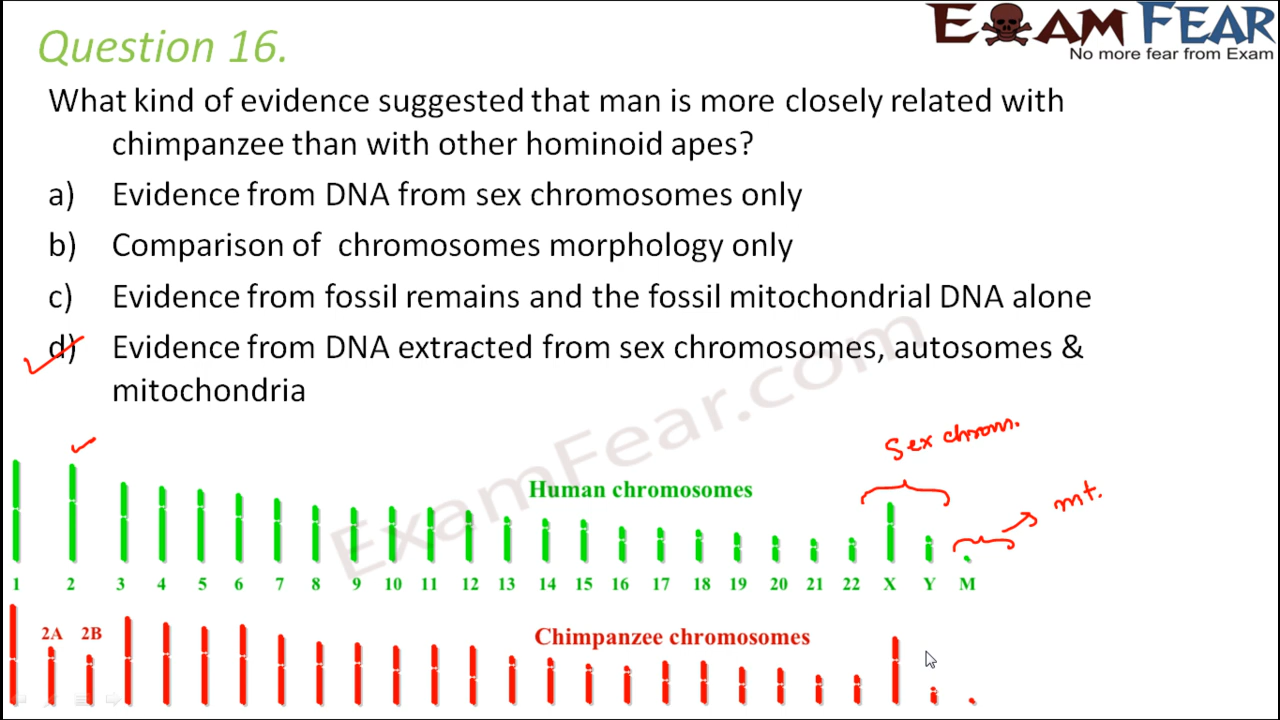 Question 16.
EXAM FEAR
No more fear from Exam
What kind of evidence suggested that man is more closely related with
chimpanzee than with other hominoid apes?
a) Evidence from DNA from sex chromosomes only
b) Comparison of chromosomes morphology only
c) Evidence from fossil remains and the fossil mitochondrial DNA alone
d) Evidence from DNA extracted from sex chromosomes, autosomes &
mitochondria
ExamFear.com
Sex chrom.
mt.
Human chromosomes
1 2 3 4 5 6 7 8 9 10 11 12 13 14 15 16 17 18 19 20 21 22 X Y M
2A 2B
Chimpanzee chromosomes